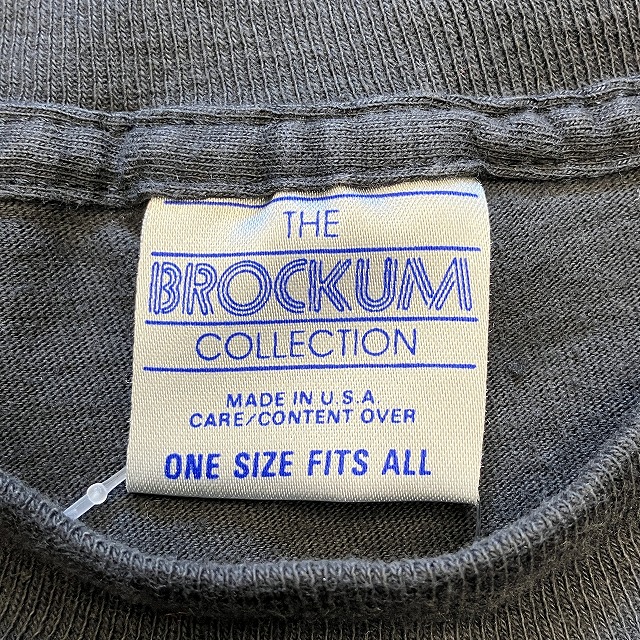 THE
BROCKUM
COLLECTION
MADE IN U.S.A.
CARE/CONTENT OVER
ONE SIZE FITS ALL